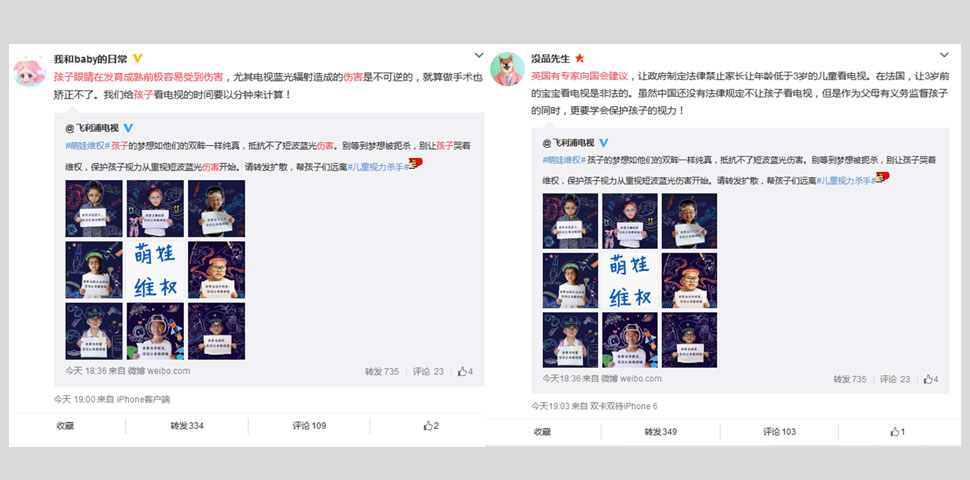 我和baby的日常
孩子眼睛在发育成熟前极容易受到伤害，尤其电视蓝光辐射造成的伤害是不可逆的，就算做手术也
矫正不了。我们给孩子看电视的时间要以分钟来计算！
@飞利浦电视
#萌娃维权# 孩子的梦想如他们的双眸一样纯真，抵抗不了短波蓝光伤害。别等到梦想被扼杀，别让孩子哭着
维权，保护孩子视力从重视短波蓝光伤害开始。请转发扩散，帮孩子们远离#儿童视力杀手#
萌娃
维权
今天 18:36 来自 微博 weibo.com
转发 735 评论 23 4
今天 19:00 来自 iPhone客户端
收藏 转发 334 评论 109 2
没品先生
英国有专家向国会建议，让政府制定法律禁止家长让年龄低于3岁的儿童看电视。在法国，让3岁前
的宝宝看电视是非法的。虽然中国还没有法律规定不让孩子看电视，但是作为父母有义务监督孩子
的同时，更要学会保护孩子的视力！
@飞利浦电视
#萌娃维权# 孩子的梦想如他们的双眸一样纯真，抵抗不了短波蓝光伤害。别等到梦想被扼杀，别让孩子哭着
维权，保护孩子视力从重视短波蓝光伤害开始。请转发扩散，帮孩子们远离#儿童视力杀手#
萌娃
维权
今天18:36 来自 微博 weibo.com
转发 735 评论 23 4
今天19:03 来自 双卡双待iPhone 6
收藏 转发 349 评论 103 1